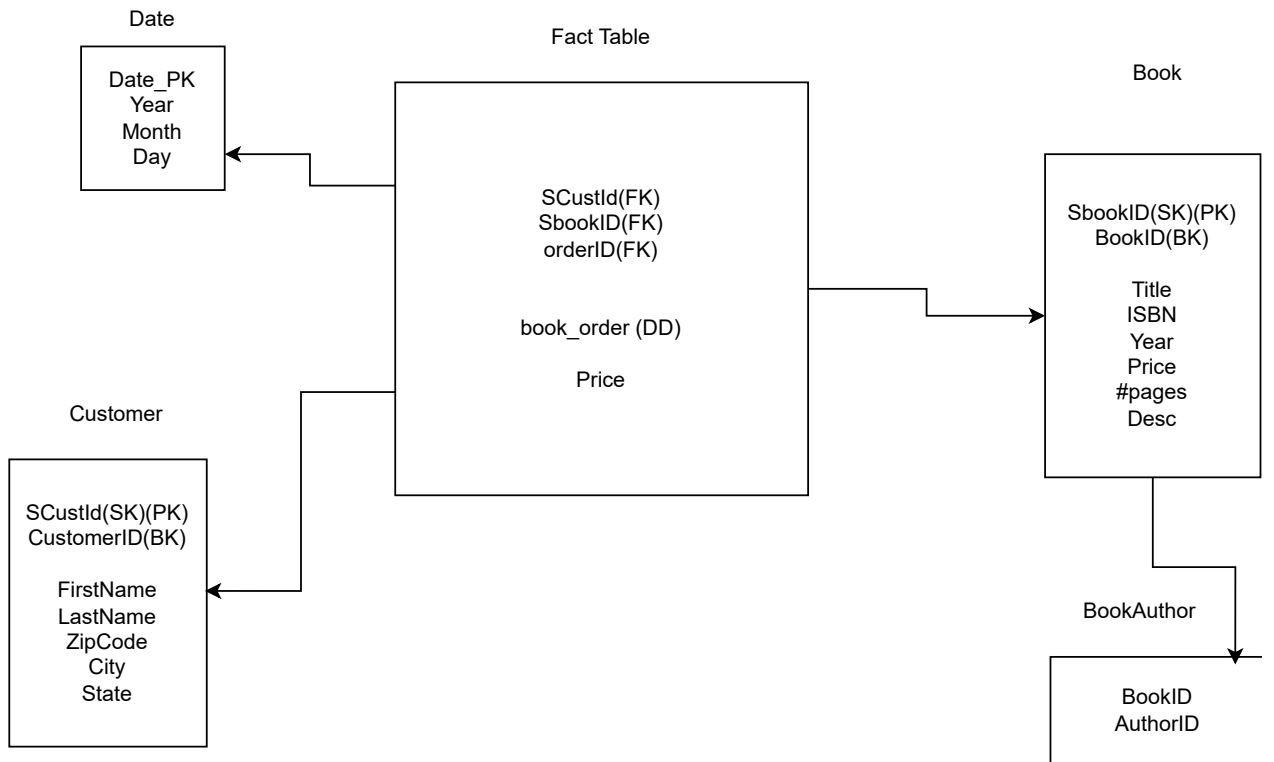 Date
Date_PK
Year
Month
Day
Fact Table
SCustId(FK)
SbookID(FK)
orderID(FK)
book_order (DD)
Price
Book
SbookID(SK)(PK)
BookID(BK)
Title
ISBN
Year
Price
#pages
Desc
Customer
SCustId(SK)(PK)
CustomerID(BK)
FirstName
LastName
ZipCode
City
State
BookAuthor
BookID
AuthorID